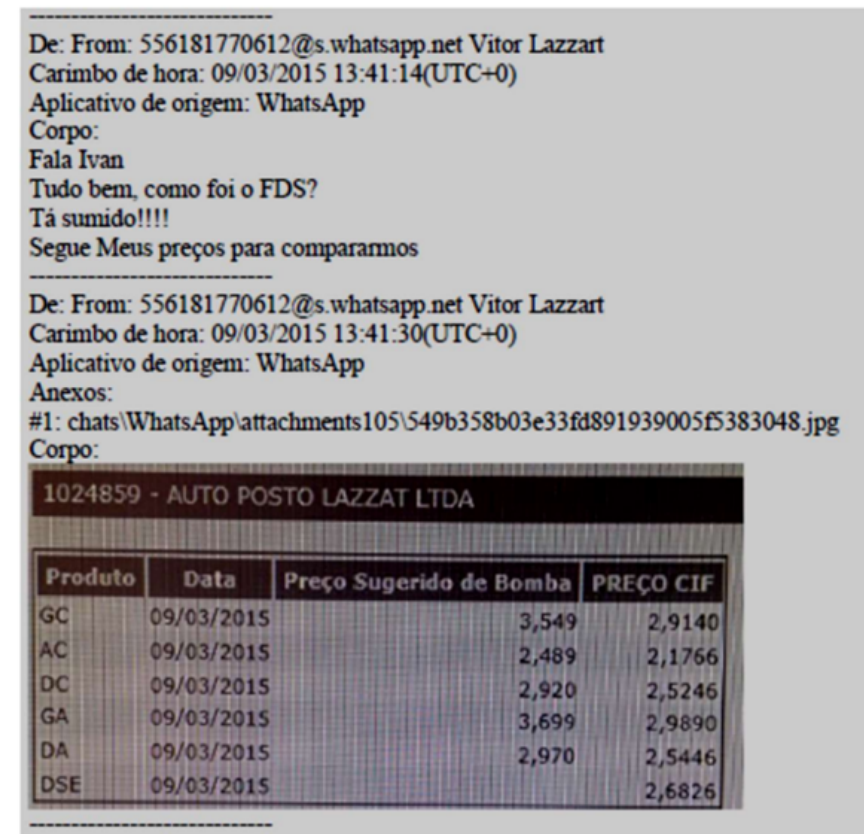 ------------------------------
De: From: 556181770612@s.whatsapp.net Vitor Lazzart
Carimbo de hora: 09/03/2015 13:41:14(UTC+0)
Aplicativo de origem: WhatsApp
Corpo:
Fala Ivan
Tudo bem, como foi o FDS?
Tá sumido!!!!
Segue Meus preços para compararmos
------------------------------
De: From: 556181770612@s.whatsapp.net Vitor Lazzart
Carimbo de hora: 09/03/2015 13:41:30(UTC+0)
Aplicativo de origem: WhatsApp
Anexos:
#1: chats\WhatsApp\attachments105\549b358b03e33fd891939005f5383048.jpg
Corpo:
1024859 - AUTO POSTO LAZZAT LTDA
Produto Data Preço Sugerido de Bomba PREÇO CIF
GC 09/03/2015 3,549 2,9140
AC 09/03/2015 2,489 2,1766
DC 09/03/2015 2,920 2,5246
GA 09/03/2015 3,699 2,9890
DA 09/03/2015 2,970 2,5446
DSE 09/03/2015 2,6826
------------------------------